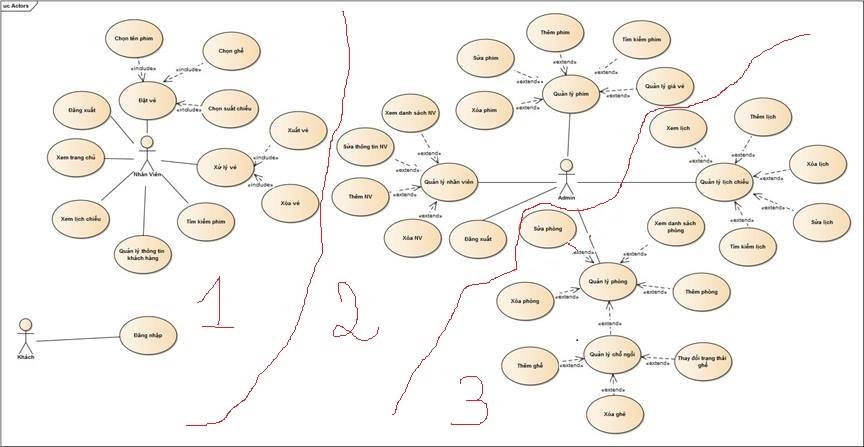 uc Actors
Chọn tên phim
Chọn ghế
«include»
«include»
Đặt vé
Chọn suất chiếu
«include»
Đăng xuất
Xuất vé
Xem trang chủ
Nhân Viên
Xử lý vé
«include»
«include»
Xóa vé
Xem lịch chiếu
Tìm kiếm phim
Quản lý thông tin
khách hàng
1
Khách
Đăng nhập
Thêm phim
Tìm kiếm phim
Sửa phim
«extend»
«extend»
«extend»
Quản lý phim
Quản lý giá vé
«extend»
Xóa phim
«extend»
Xem danh sách NV
«extend»
Sửa thông tin NV
«extend»
Quản lý nhân viên
Admin
Thêm NV
«extend»
«extend»
Xóa NV
Đăng xuất
2
Xem lịch
Thêm lịch
«extend»
«extend»
Xóa lịch
«extend»
Quản lý lịch chiếu
«extend»
Sửa lịch
«extend»
Tìm kiếm lịch
Sửa phòng
Xem danh sách
phòng
«extend»
«extend»
Quản lý phòng
Xóa phòng
«extend»
«extend»
Thêm phòng
«extend»
Quản lý chỗ ngồi
Thêm ghế
«extend»
«extend»
Thay đổi trạng thái
ghế
«extend»
Xóa ghế
3